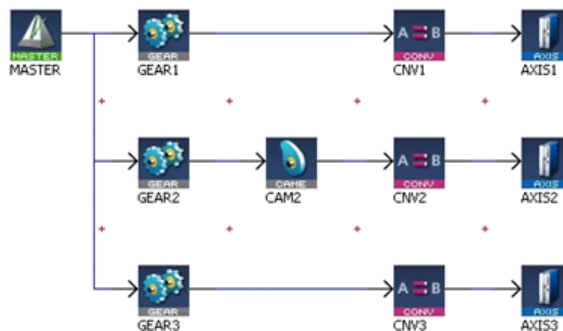 MASTER
MASTER
GEAR
GEAR1
A B
CONV
CNV1
AXIS
AXIS1
GEAR
GEAR2
CAME
CAM2
A B
CONV
CNV2
AXIS
AXIS2
GEAR
GEAR3
A B
CONV
CNV3
AXIS
AXIS3